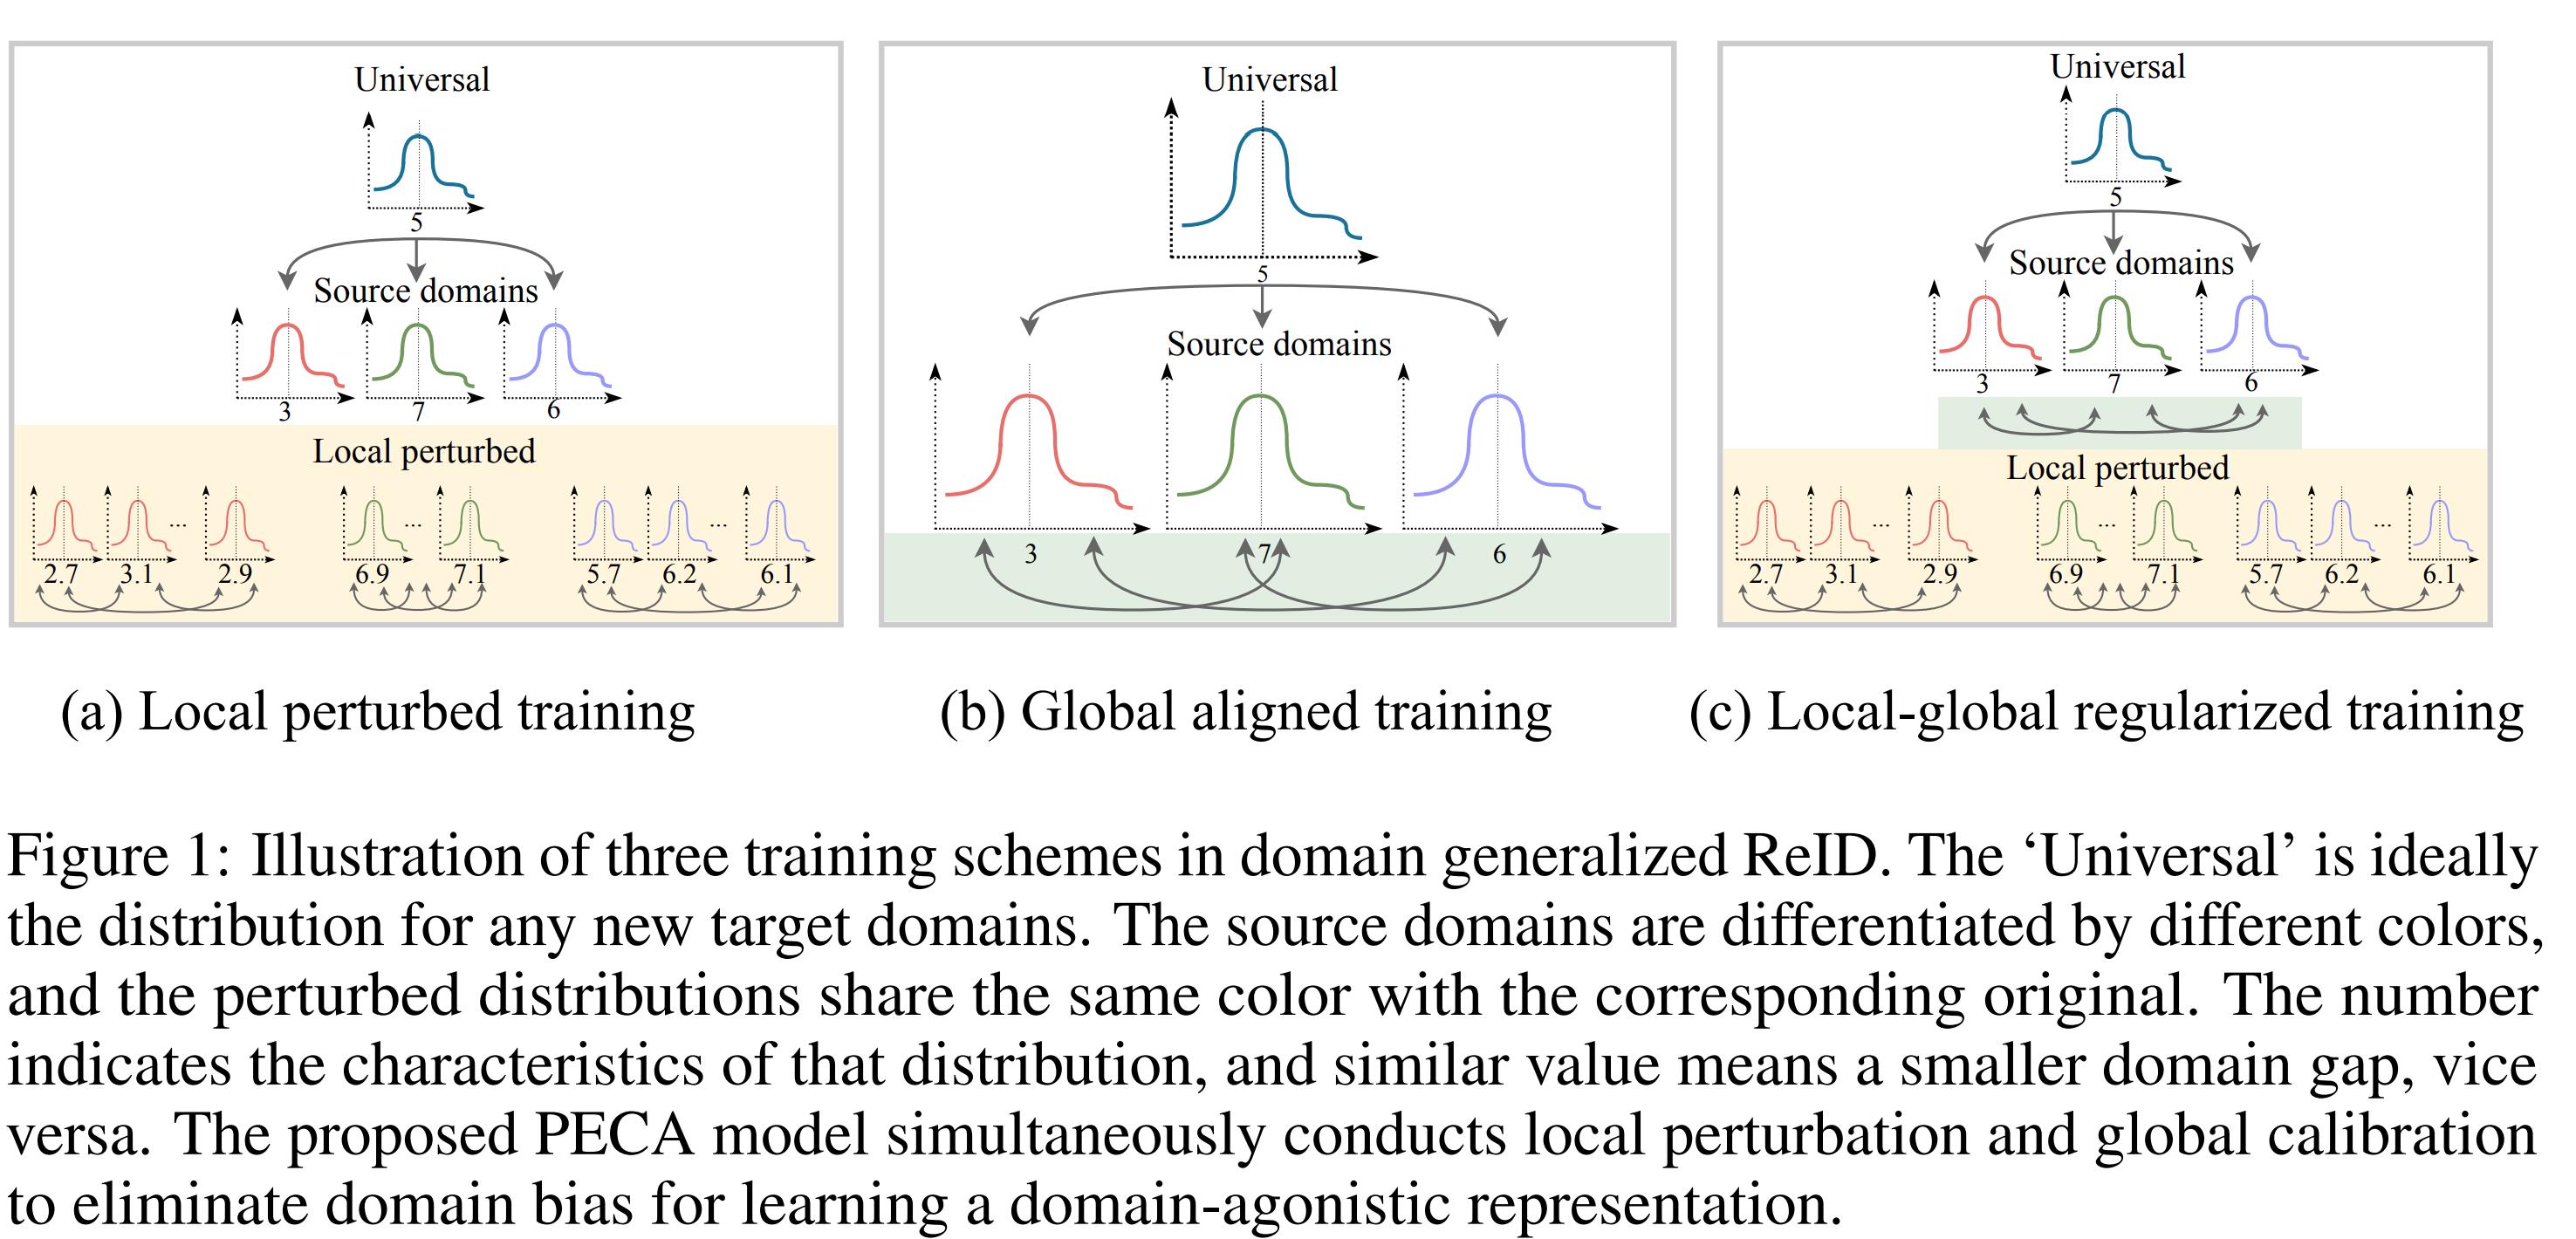 Universal
5
Source domains
3 7 6
Local perturbed
... ... ...
2.7 3.1 2.9 6.9 7.1 5.7 6.2 6.1
(a) Local perturbed training
Universal
5
Source domains
3 7 6
(b) Global aligned training
Universal
5
Source domains
3 7 6
Local perturbed
... ... ...
2.7 3.1 2.9 6.9 7.1 5.7 6.2 6.1
(c) Local-global regularized training
Figure 1: Illustration of three training schemes in domain generalized ReID. The ‘Universal’ is ideally
the distribution for any new target domains. The source domains are differentiated by different colors,
and the perturbed distributions share the same color with the corresponding original. The number
indicates the characteristics of that distribution, and similar value means a smaller domain gap, vice
versa. The proposed PECA model simultaneously conducts local perturbation and global calibration
to eliminate domain bias for learning a domain-agonistic representation.